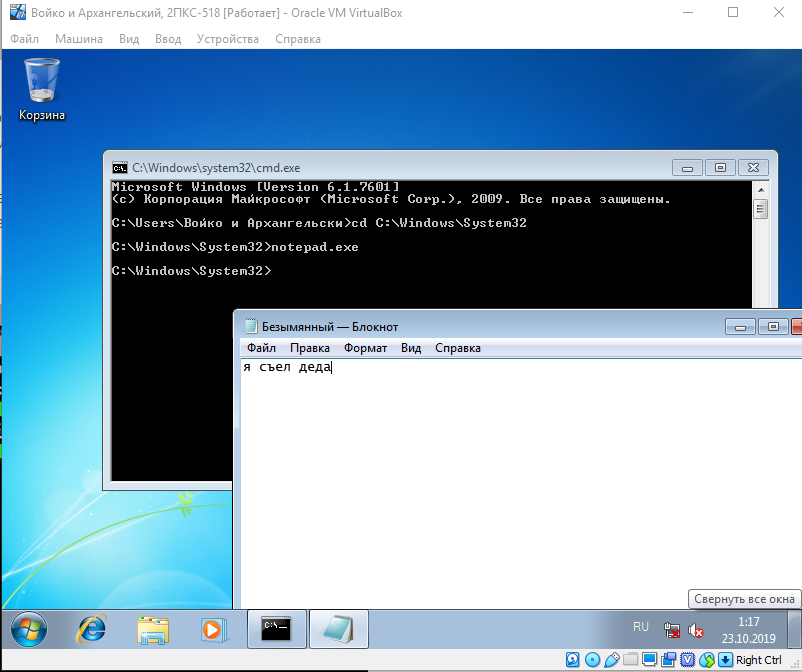 Войко и Архангельский, 2ПКС-518 [Работает] - Oracle VM VirtualBox
Файл Машина Вид Ввод Устройства Справка
Корзина
C:\Windows\system32\cmd.exe
Microsoft Windows [Version 6.1.7601]
(c) Корпорация Майкрософт (Microsoft Corp.), 2009. Все права защищены.
C:\Users\Войко и Архангельски>cd C:\Windows\System32
C:\Windows\System32>notepad.exe
C:\Windows\System32>
Безымянный — Блокнот
Файл Правка Формат Вид Справка
я съел деда
Свернуть все окна
RU
1:17
23.10.2019
Right Ctrl